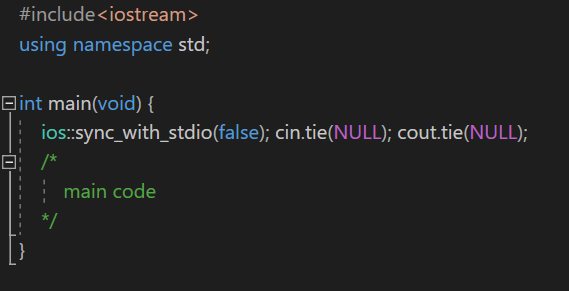 #include<iostream>
using namespace std;
int main(void) {
ios::sync_with_stdio(false); cin.tie(NULL); cout.tie(NULL);
/*
main code
*/
}